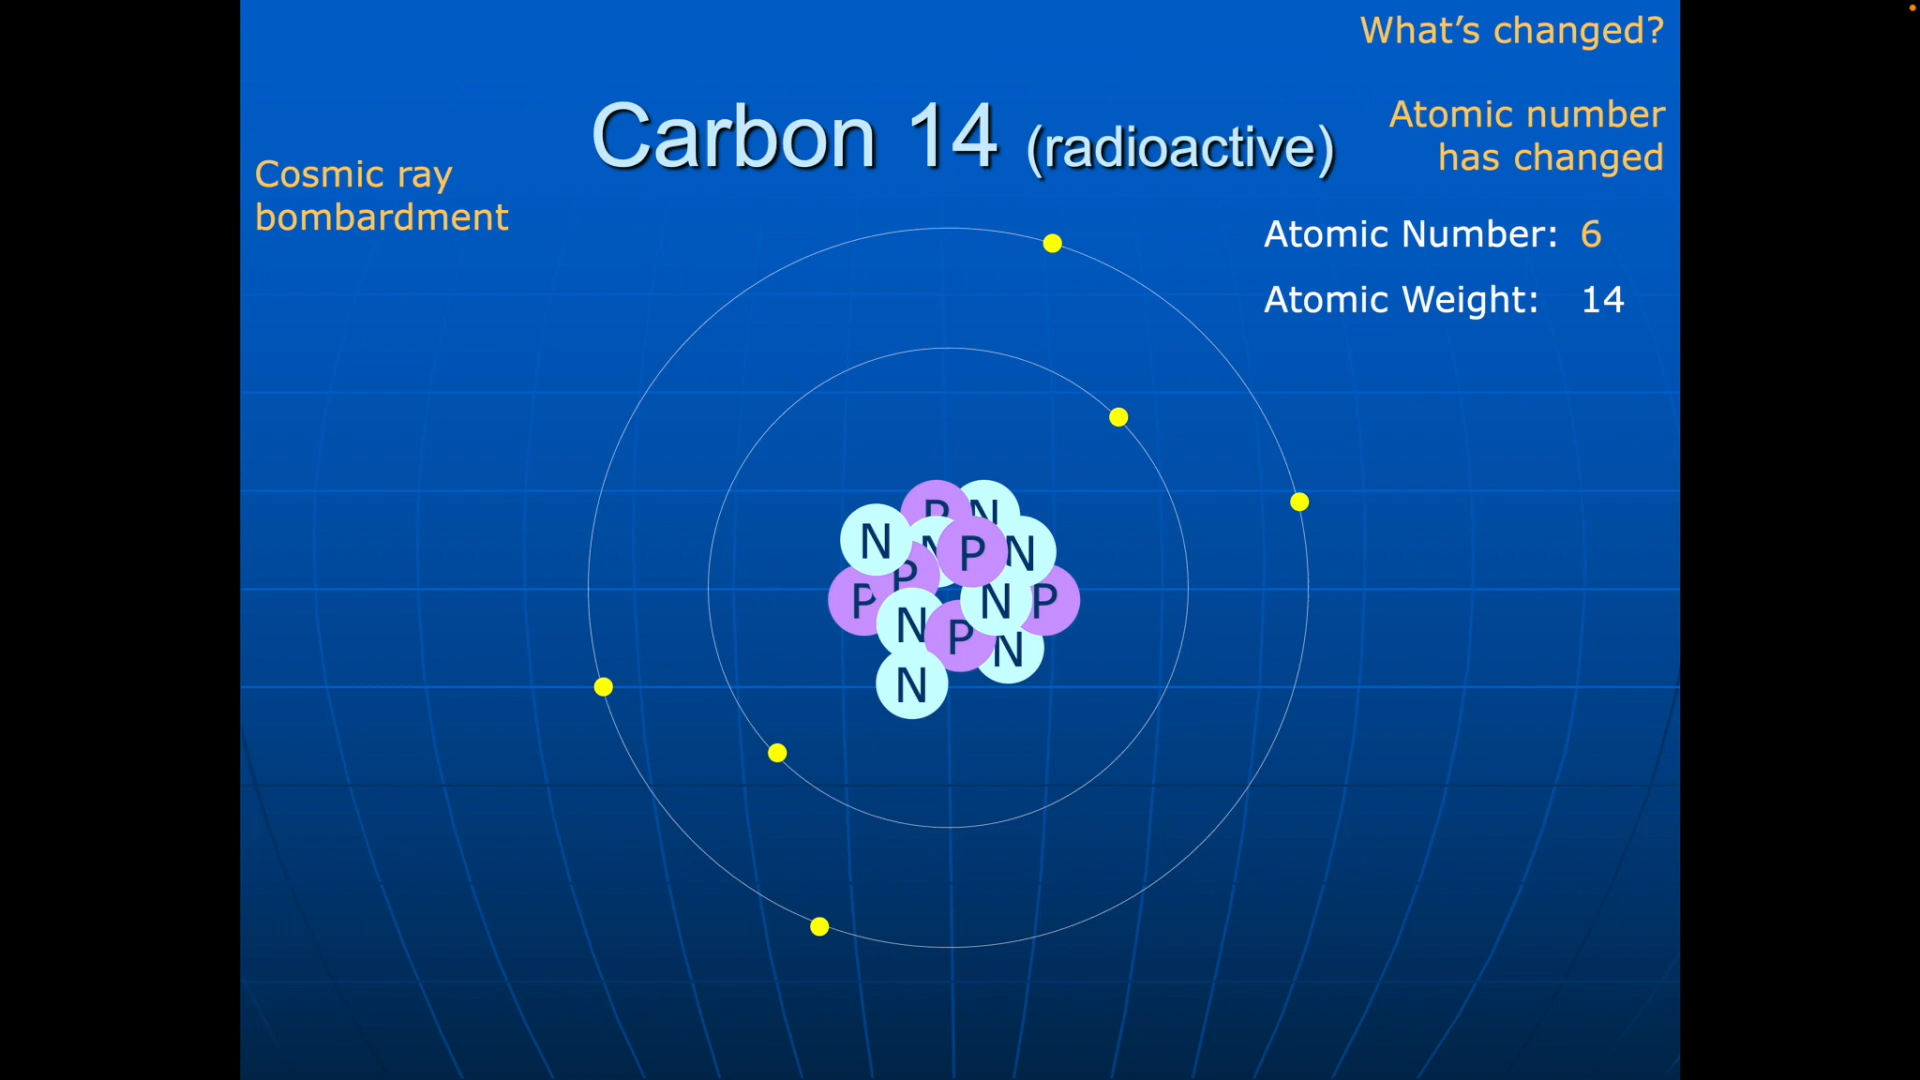 What’s changed?
Carbon 14 (radioactive)
Atomic number
has changed
Cosmic ray
bombardment
Atomic Number: 6
Atomic Weight: 14
P
N
N
N
P
N
P
P
N
P
N
P
N
N